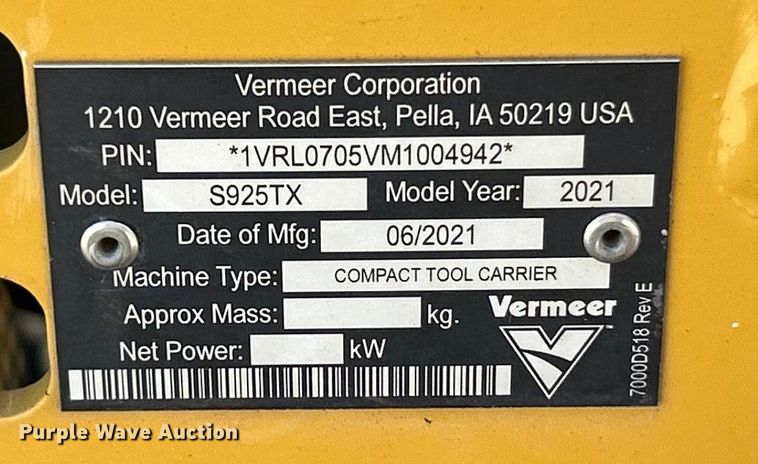 Vermeer Corporation
1210 Vermeer Road East, Pella, IA 50219 USA
PIN: *1VRL0705VM1004942*
Model: S925TX Model Year: 2021
Date of Mfg: 06/2021
Machine Type: COMPACT TOOL CARRIER
Approx Mass: kg.
Vermeer
Net Power: kW
TM
7000D518 Rev E
Purple Wave Auction